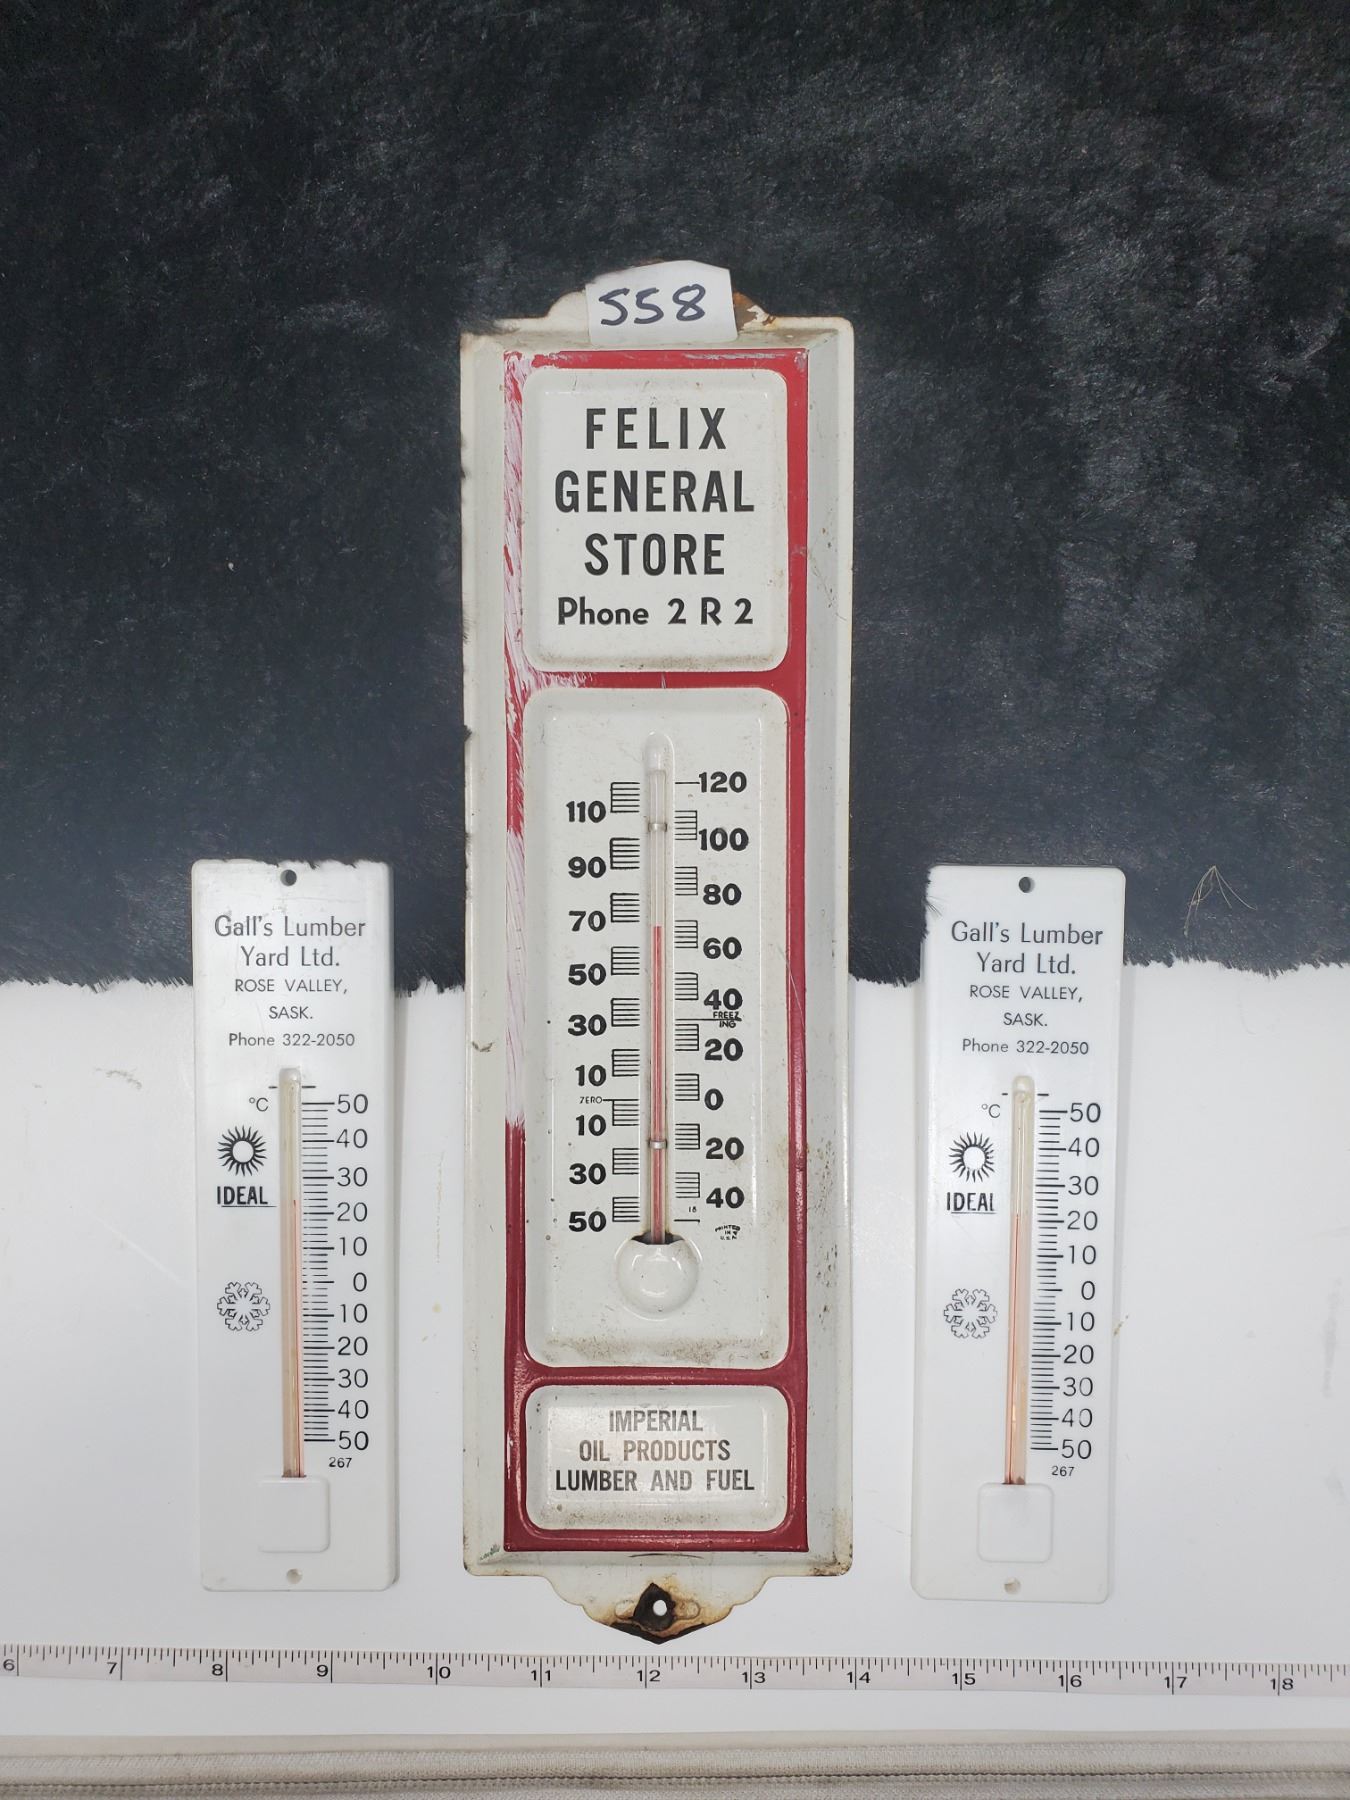 558
FELIX
GENERAL
STORE
Phone 2 R 2
120
110
100
90
80
70
60
50
40
FREEZ
ING
30
20
10
ZERO
0
10
20
30
40
50
18
PRINTED
IN
U.S.A.
IMPERIAL
OIL PRODUCTS
LUMBER AND FUEL
Gall's Lumber
Yard Ltd.
ROSE VALLEY,
SASK.
Phone 322-2050
°C
50
40
30
IDEAL
20
10
0
10
20
30
40
50
267
Gall's Lumber
Yard Ltd.
ROSE VALLEY,
SASK.
Phone 322-2050
°C
50
40
30
IDEAL
20
10
0
10
20
30
40
50
267
6 7 8 9 10 11 12 13 14 15 16 17 18